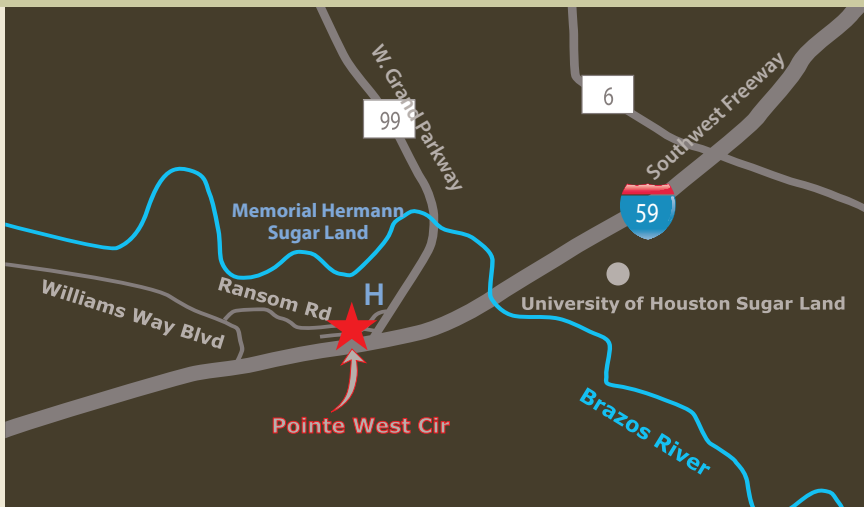 W. Grand Parkway
99
6
Southwest Freeway
59
Memorial Hermann
Sugar Land
H
Ransom Rd
Williams Way Blvd
University of Houston Sugar Land
Pointe West Cir
Brazos River